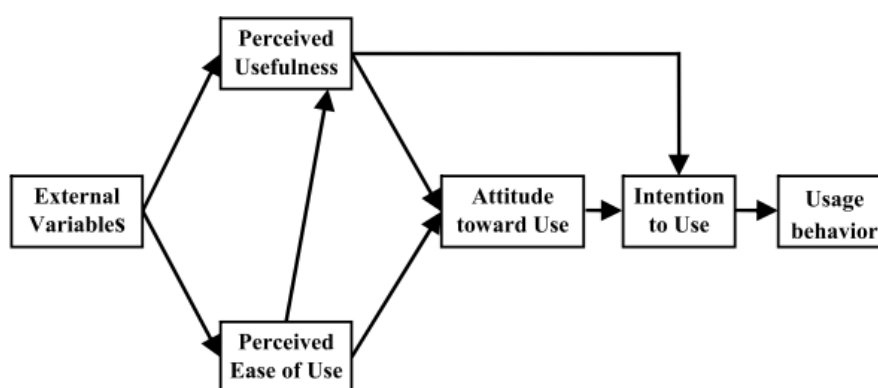 Perceived
Usefulness
External
Variables
Attitude
toward Use
Intention
to Use
Usage
behavior
Perceived
Ease of Use